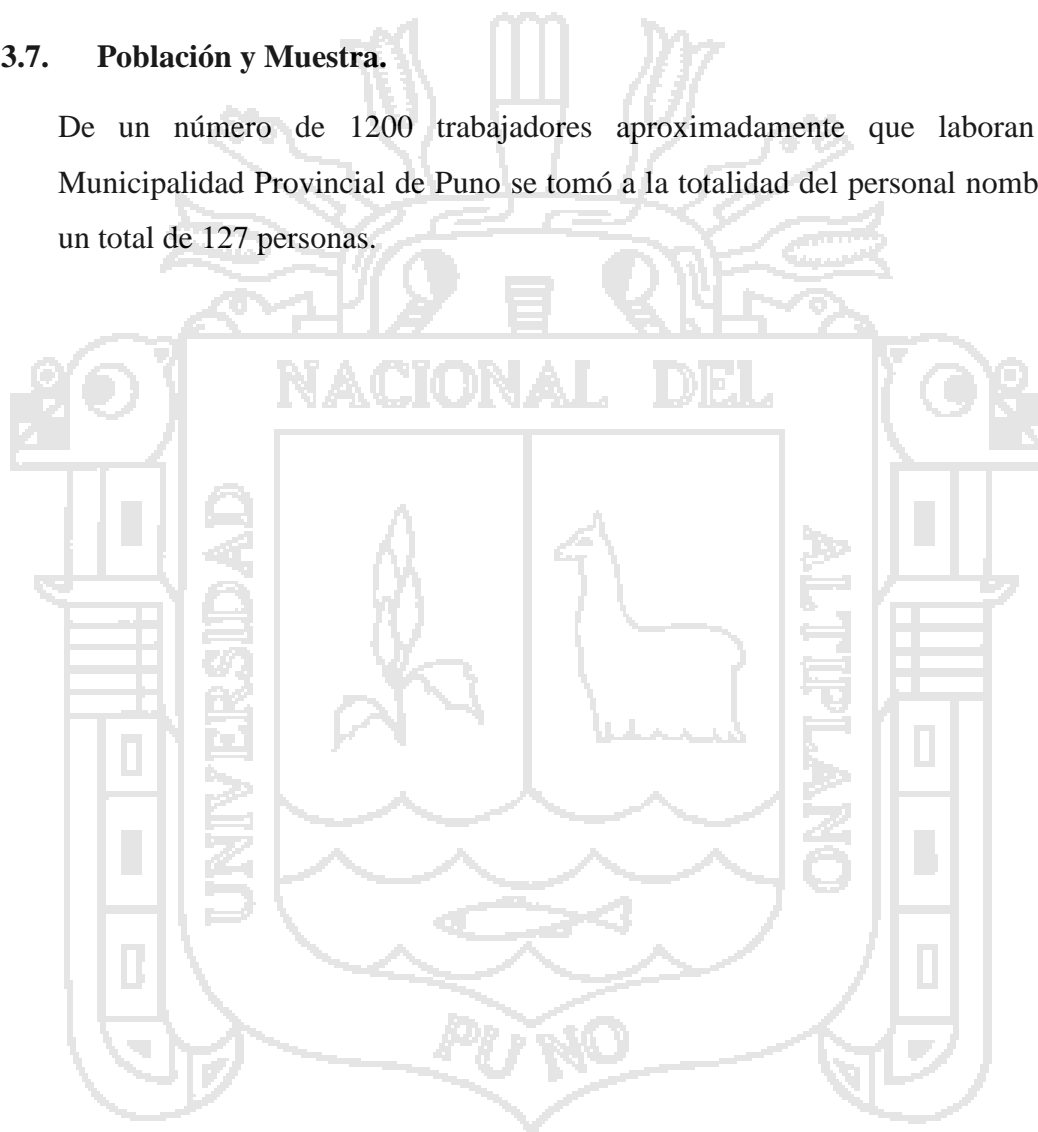 3.7. Población y Muestra.
De un número de 1200 trabajadores aproximadamente que laboran
Municipalidad Provincial de Puno se tomó a la totalidad del personal
un total de 127 personas.
NACIONAL DEL
UNIVERSIDAD
ALTIPLANO
PUNO